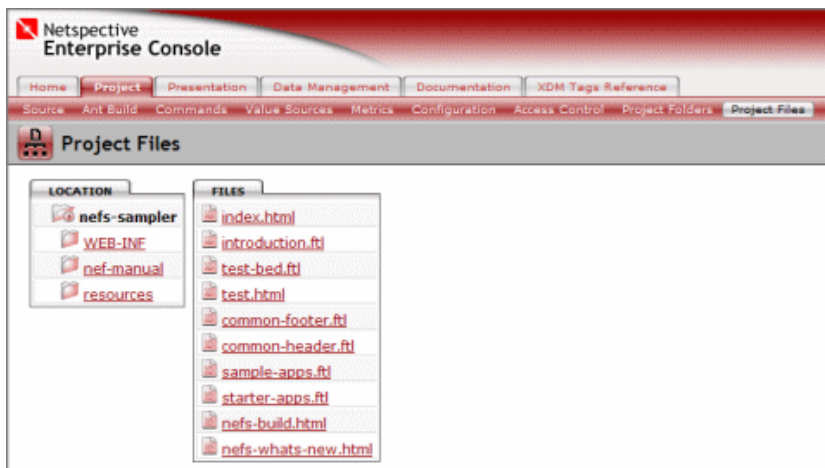 Netspective
Enterprise Console
Home Project Presentation Data Management Documentation XDM Tags Reference
Source Ant Build Commands Value Sources Metrics Configuration Access Control Project Folders Project Files
Project Files
LOCATION
nefs-sampler
WEB-INF
nef-manual
resources
FILES
index.html
introduction.ftl
test-bed.ftl
test.html
common-footer.ftl
common-header.ftl
sample-apps.ftl
starter-apps.ftl
nefs-build.html
nefs-whats-new.html